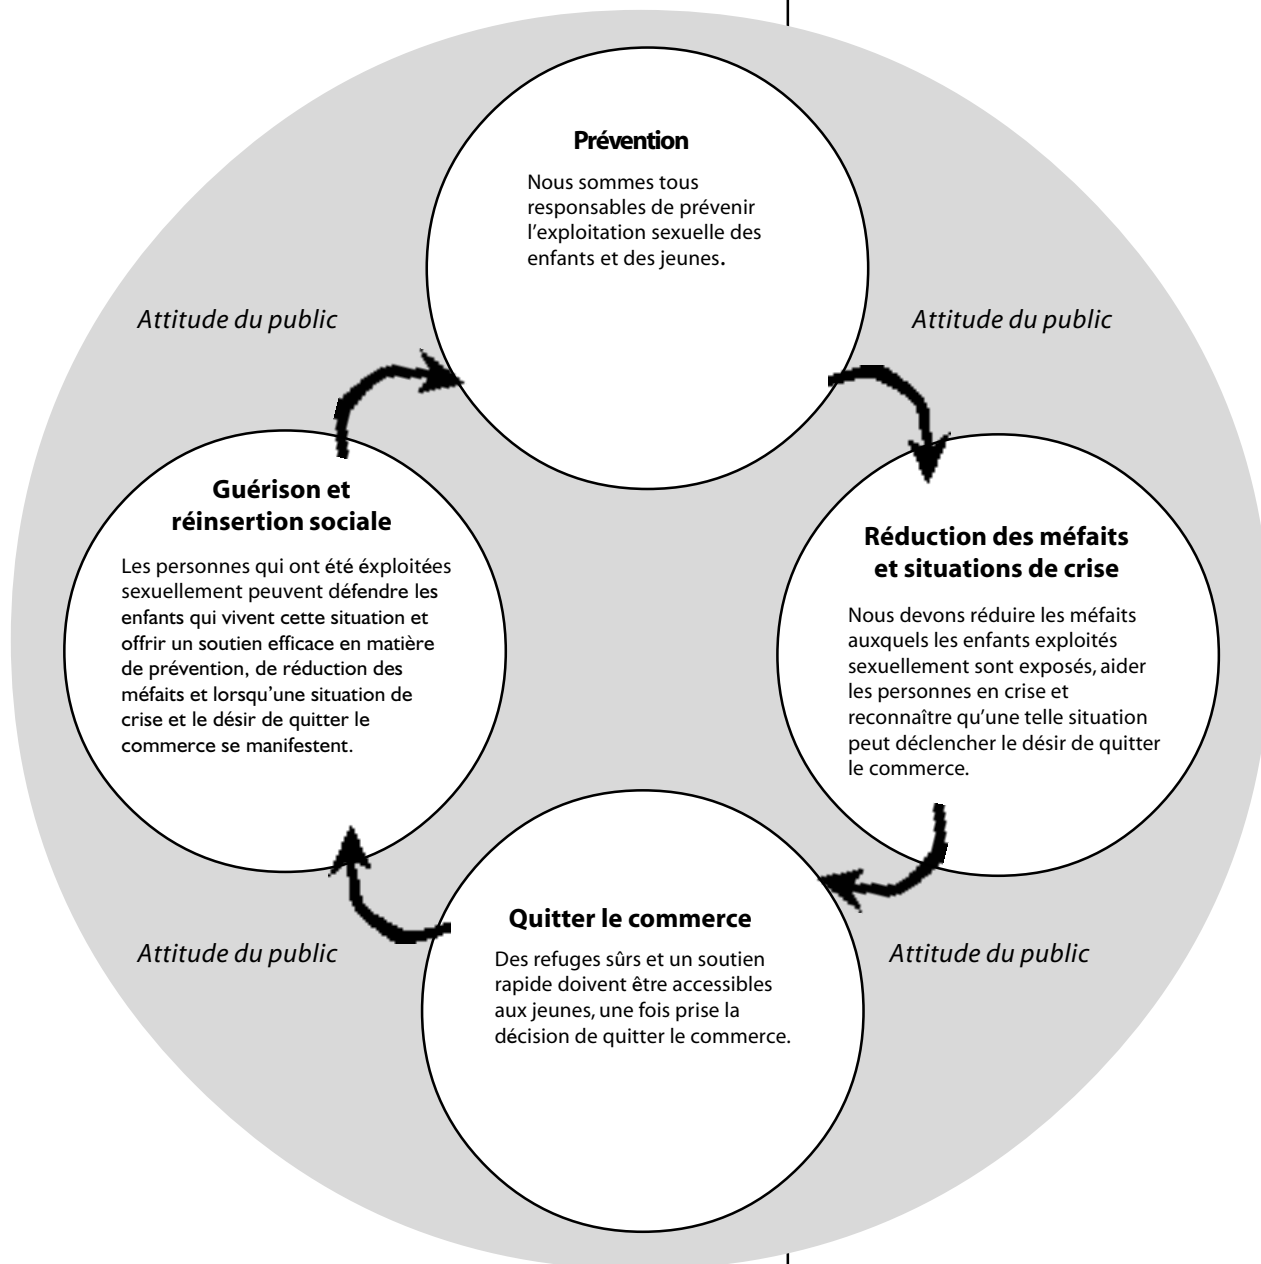 Prévention
Nous sommes tous
responsables de prévenir
l'exploitation sexuelle des
enfants et des jeunes.
Attitude du public
Attitude du public
Guérison et
réinsertion sociale
Les personnes qui ont été éxploitées
sexuellement peuvent défendre les
enfants qui vivent cette situation et
offrir un soutien efficace en matière
de prévention, de réduction des
méfaits et lorsqu'une situation de
crise et le désir de quitter le
commerce se manifestent.
Réduction des méfaits
et situations de crise
Nous devons réduire les méfaits
auxquels les enfants exploités
sexuellement sont exposés, aider
les personnes en crise et
reconnaître qu'une telle situation
peut déclencher le désir de quitter
le commerce.
Quitter le commerce
Des refuges sûrs et un soutien
rapide doivent être accessibles
aux jeunes, une fois prise la
décision de quitter le commerce.
Attitude du public
Attitude du public